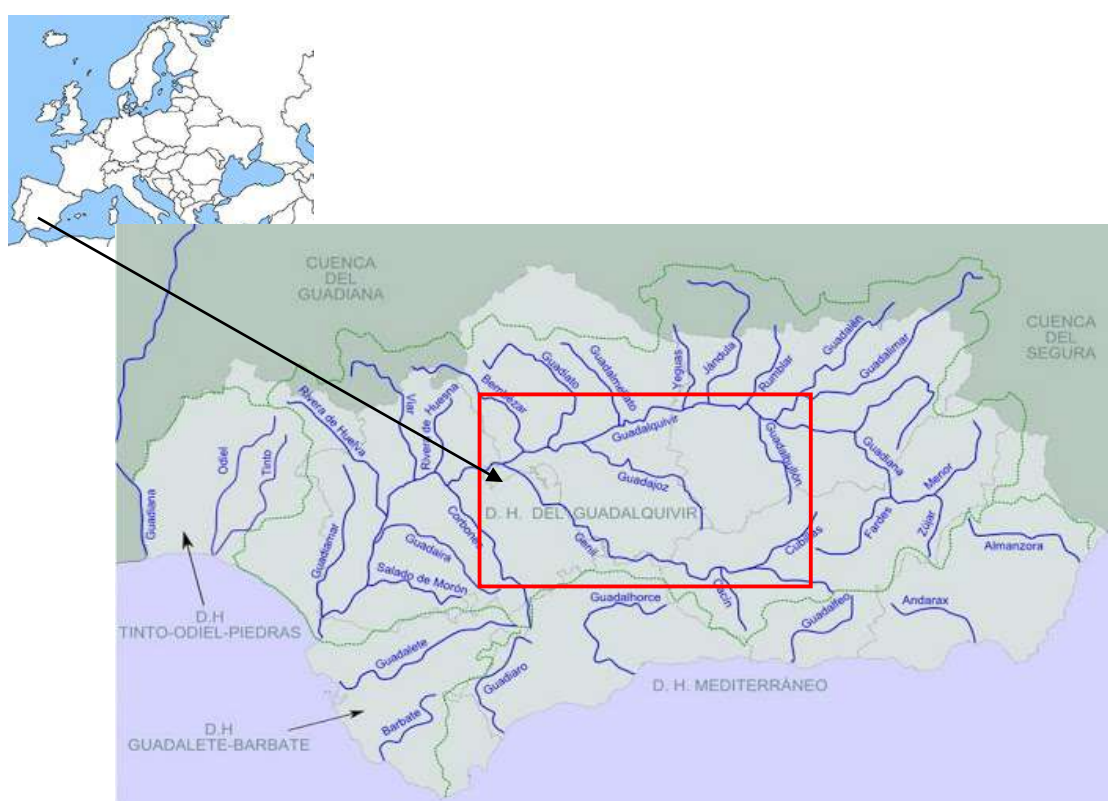 CUENCA
DEL
GUADIANA
CUENCA
DEL
SEGURA
Rivera de Huelva
Viar
Rivera de Huesna
Bembezar
Guadiato
Guadalmellato
Yeguas
Jándula
Rumblar
Guadalén
Guadalimar
Odiel
Tinto
Guadiana
Guadalquivir
Guadalbullón
Guadiana
Menor
Guadajoz
D. H. DEL GUADALQUIVIR
Guadiamar
Corbones
Guadaira
Salado de Morón
Genil
Cubillas
Fardes
Zújar
Almanzora
Cacín
Guadalhorce
Guadalfeo
Andarax
D.H
TINTO-ODIEL-PIEDRAS
Guadalete
Guadiaro
Barbate
D. H. MEDITERRÁNEO
D.H
GUADALETE-BARBATE